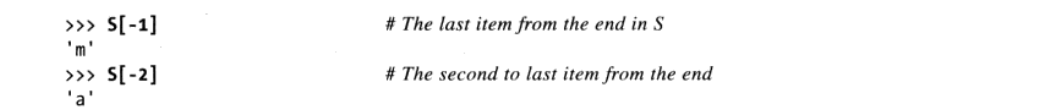 >>> S[-1] # The last item from the end in S
'm'
>>> S[-2] # The second to last item from the end
'a'